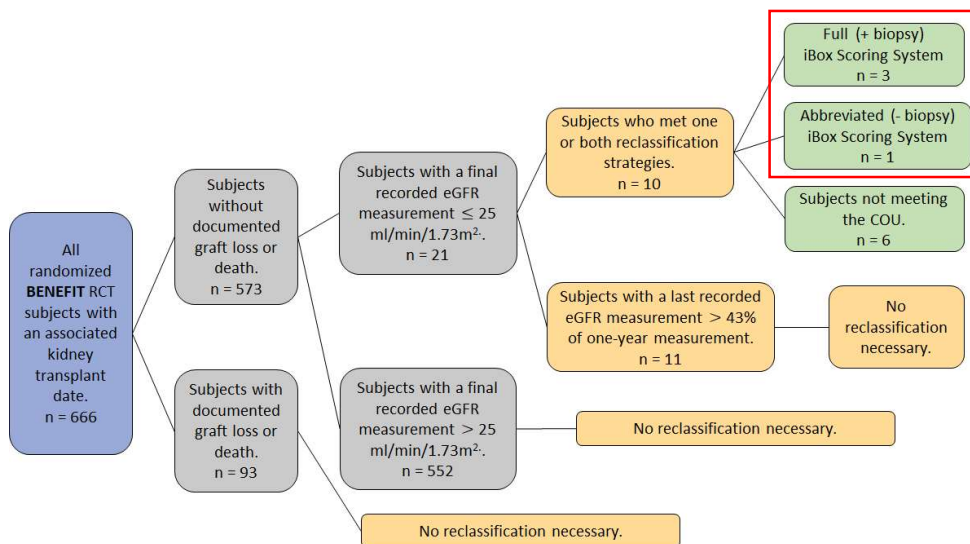 All
randomized
BENEFIT RCT
subjects with
an associated
kidney
transplant
date.
n = 666
Subjects
without
documented
graft loss or
death.
n = 573
Subjects with
documented
graft loss or
death.
n = 93
Subjects with a final
recorded eGFR
measurement ≤ 25
ml/min/1.73m²·.
n = 21
Subjects with a final
recorded eGFR
measurement > 25
ml/min/1.73m²·.
n = 552
No reclassification necessary.
Subjects who met one
or both reclassification
strategies.
n = 10
Subjects with a last recorded
eGFR measurement > 43%
of one-year measurement.
n = 11
No reclassification necessary.
Full (+ biopsy)
iBox Scoring System
n = 3
Abbreviated (- biopsy)
iBox Scoring System
n = 1
Subjects not meeting
the COU.
n = 6
No
reclassification
necessary.